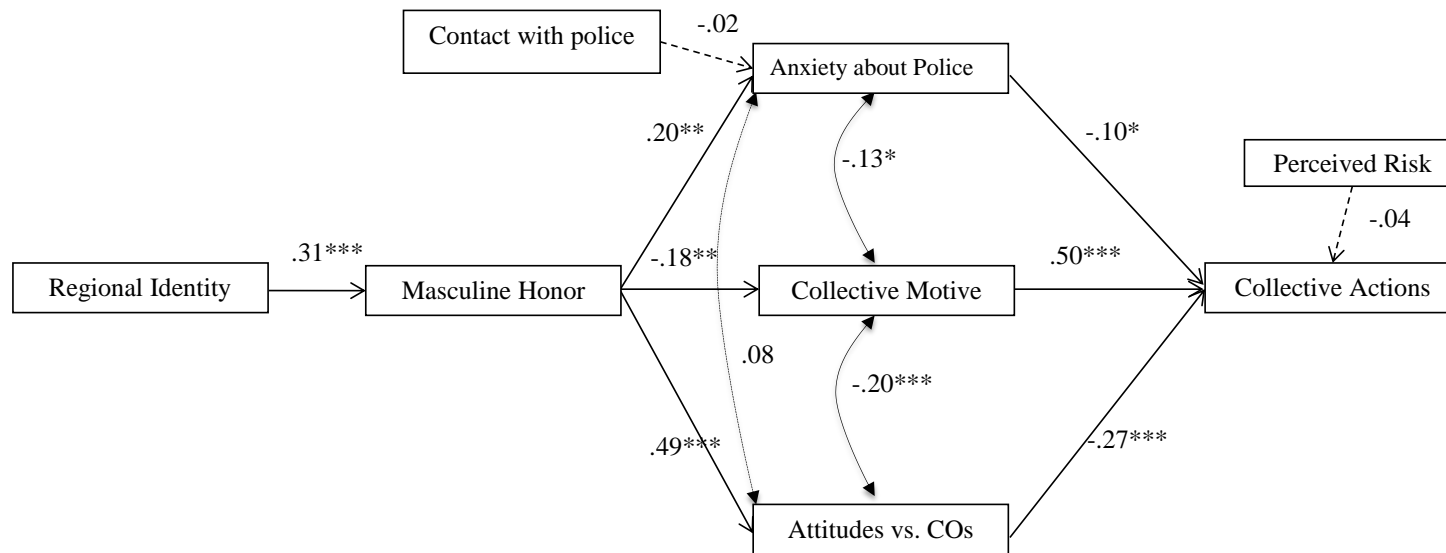 Contact with police
-.02
Anxiety about Police
.20**
-.10*
-.13*
Perceived Risk
-.04
.31***
-.18**
.50***
Regional Identity
Masculine Honor
Collective Motive
Collective Actions
.08
-.20***
.49***
-.27***
Attitudes vs. COs